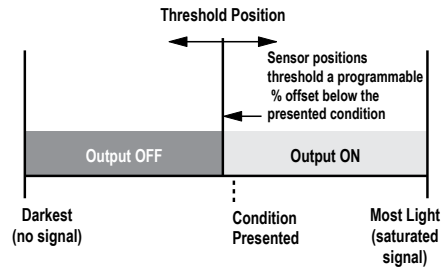 Threshold Position
Sensor positions
threshold a programmable
% offset below the
presented condition
Output OFF
Output ON
Darkest
(no signal)
Condition
Presented
Most Light
(saturated
signal)